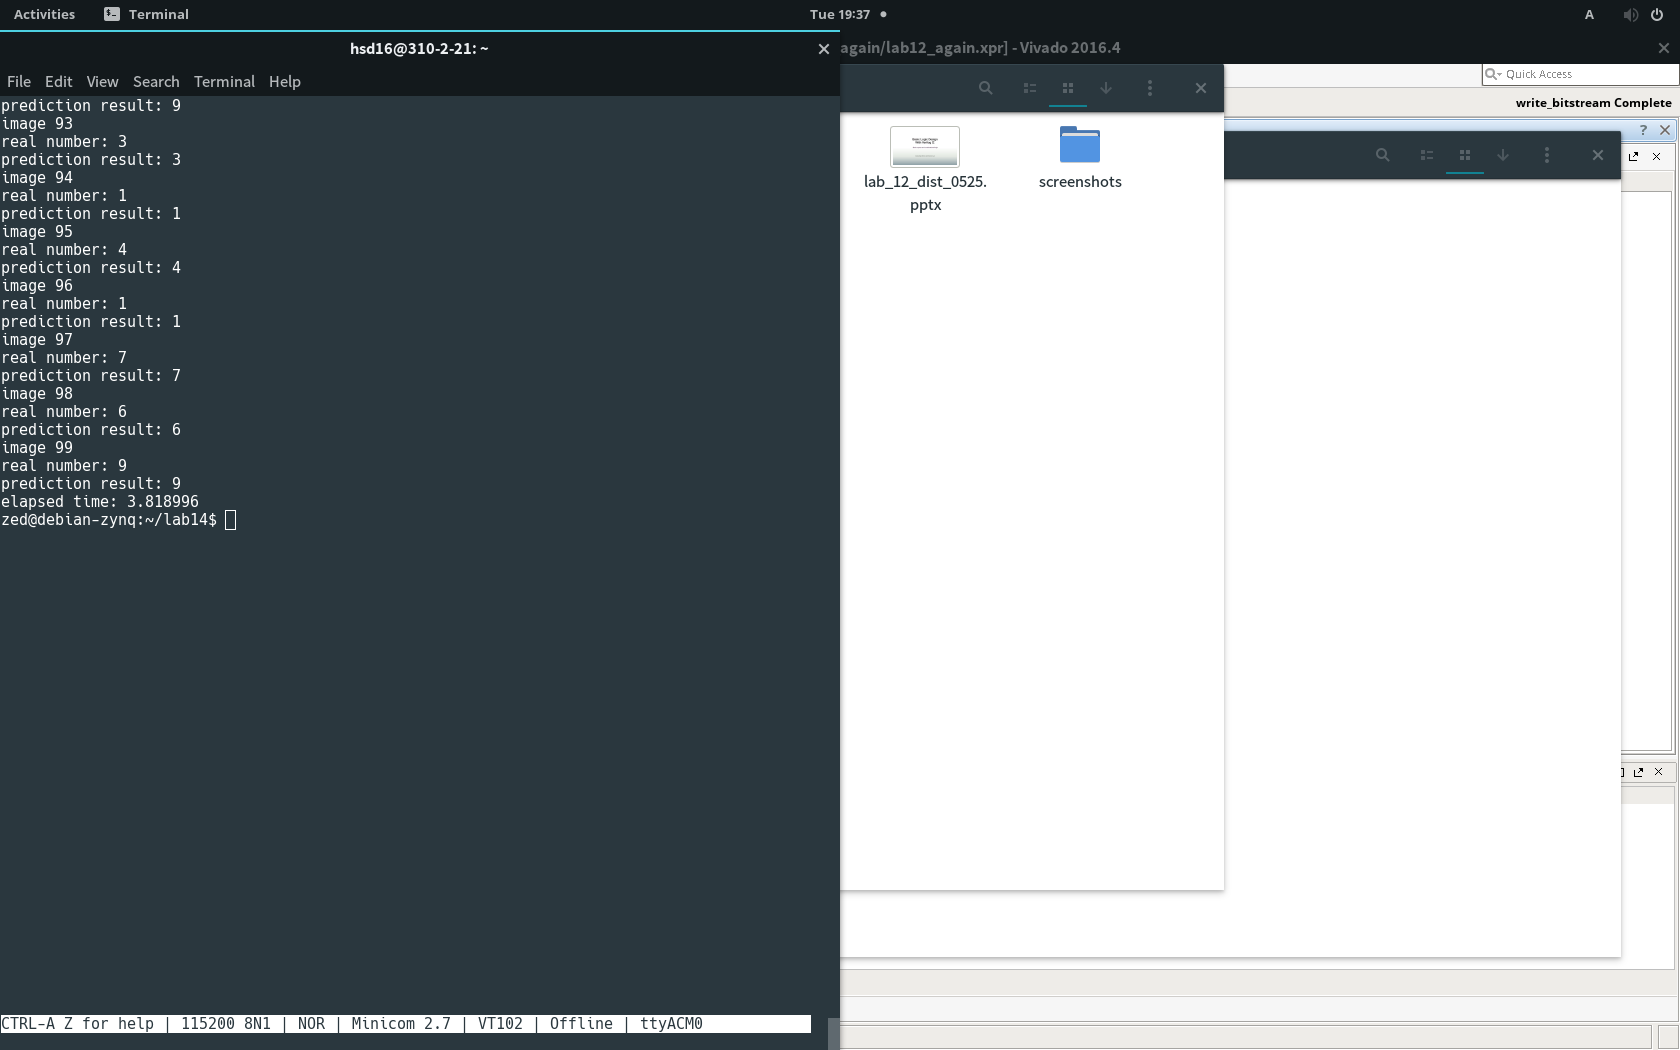 Activities Terminal Tue 19:37 A
hsd16@310-2-21: ~
again/lab12_again.xpr] - Vivado 2016.4
File Edit View Search Terminal Help
Quick Access
write_bitstream Complete
lab_12_dist_0525.
pptx
screenshots
prediction result: 9
image 93
real number: 3
prediction result: 3
image 94
real number: 1
prediction result: 1
image 95
real number: 4
prediction result: 4
image 96
real number: 1
prediction result: 1
image 97
real number: 7
prediction result: 7
image 98
real number: 6
prediction result: 6
image 99
real number: 9
prediction result: 9
elapsed time: 3.818996
zed@debian-zynq:~/lab14$
CTRL-A Z for help | 115200 8N1 | NOR | Minicom 2.7 | VT102 | Offline | ttyACM0